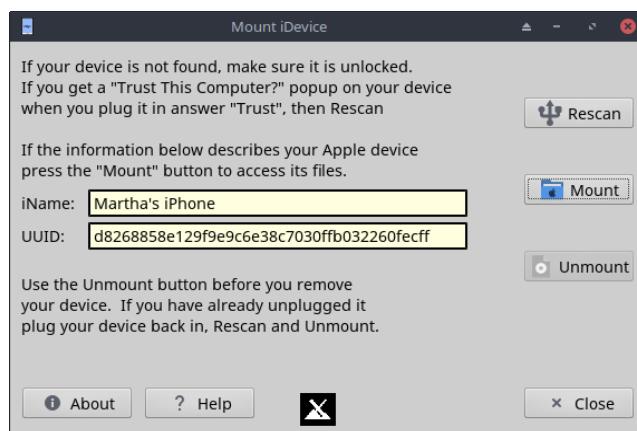 Mount iDevice
If your device is not found, make sure it is unlocked.
If you get a "Trust This Computer?" popup on your device
when you plug it in answer "Trust", then Rescan
Rescan
If the information below describes your Apple device
press the "Mount" button to access its files.
Mount
iName: Martha's iPhone
UUID: d8268858e129f9e9c6e38c7030ffb032260fecff
Unmount
Use the Unmount button before you remove
your device. If you have already unplugged it
plug your device back in, Rescan and Unmount.
About
? Help
Close